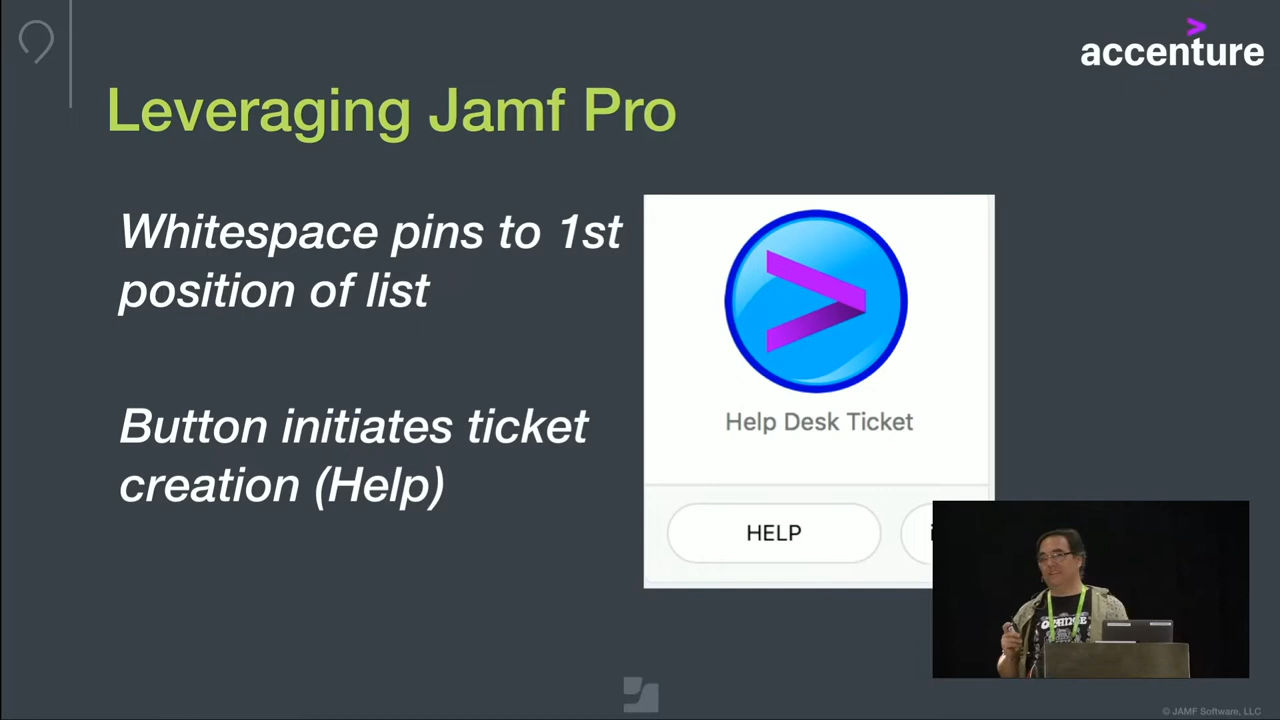 accenture
Leveraging Jamf Pro
Whitespace pins to 1st
position of list
Button initiates ticket
creation (Help)
Help Desk Ticket
HELP
ORANGE
© JAMF Software, LLC